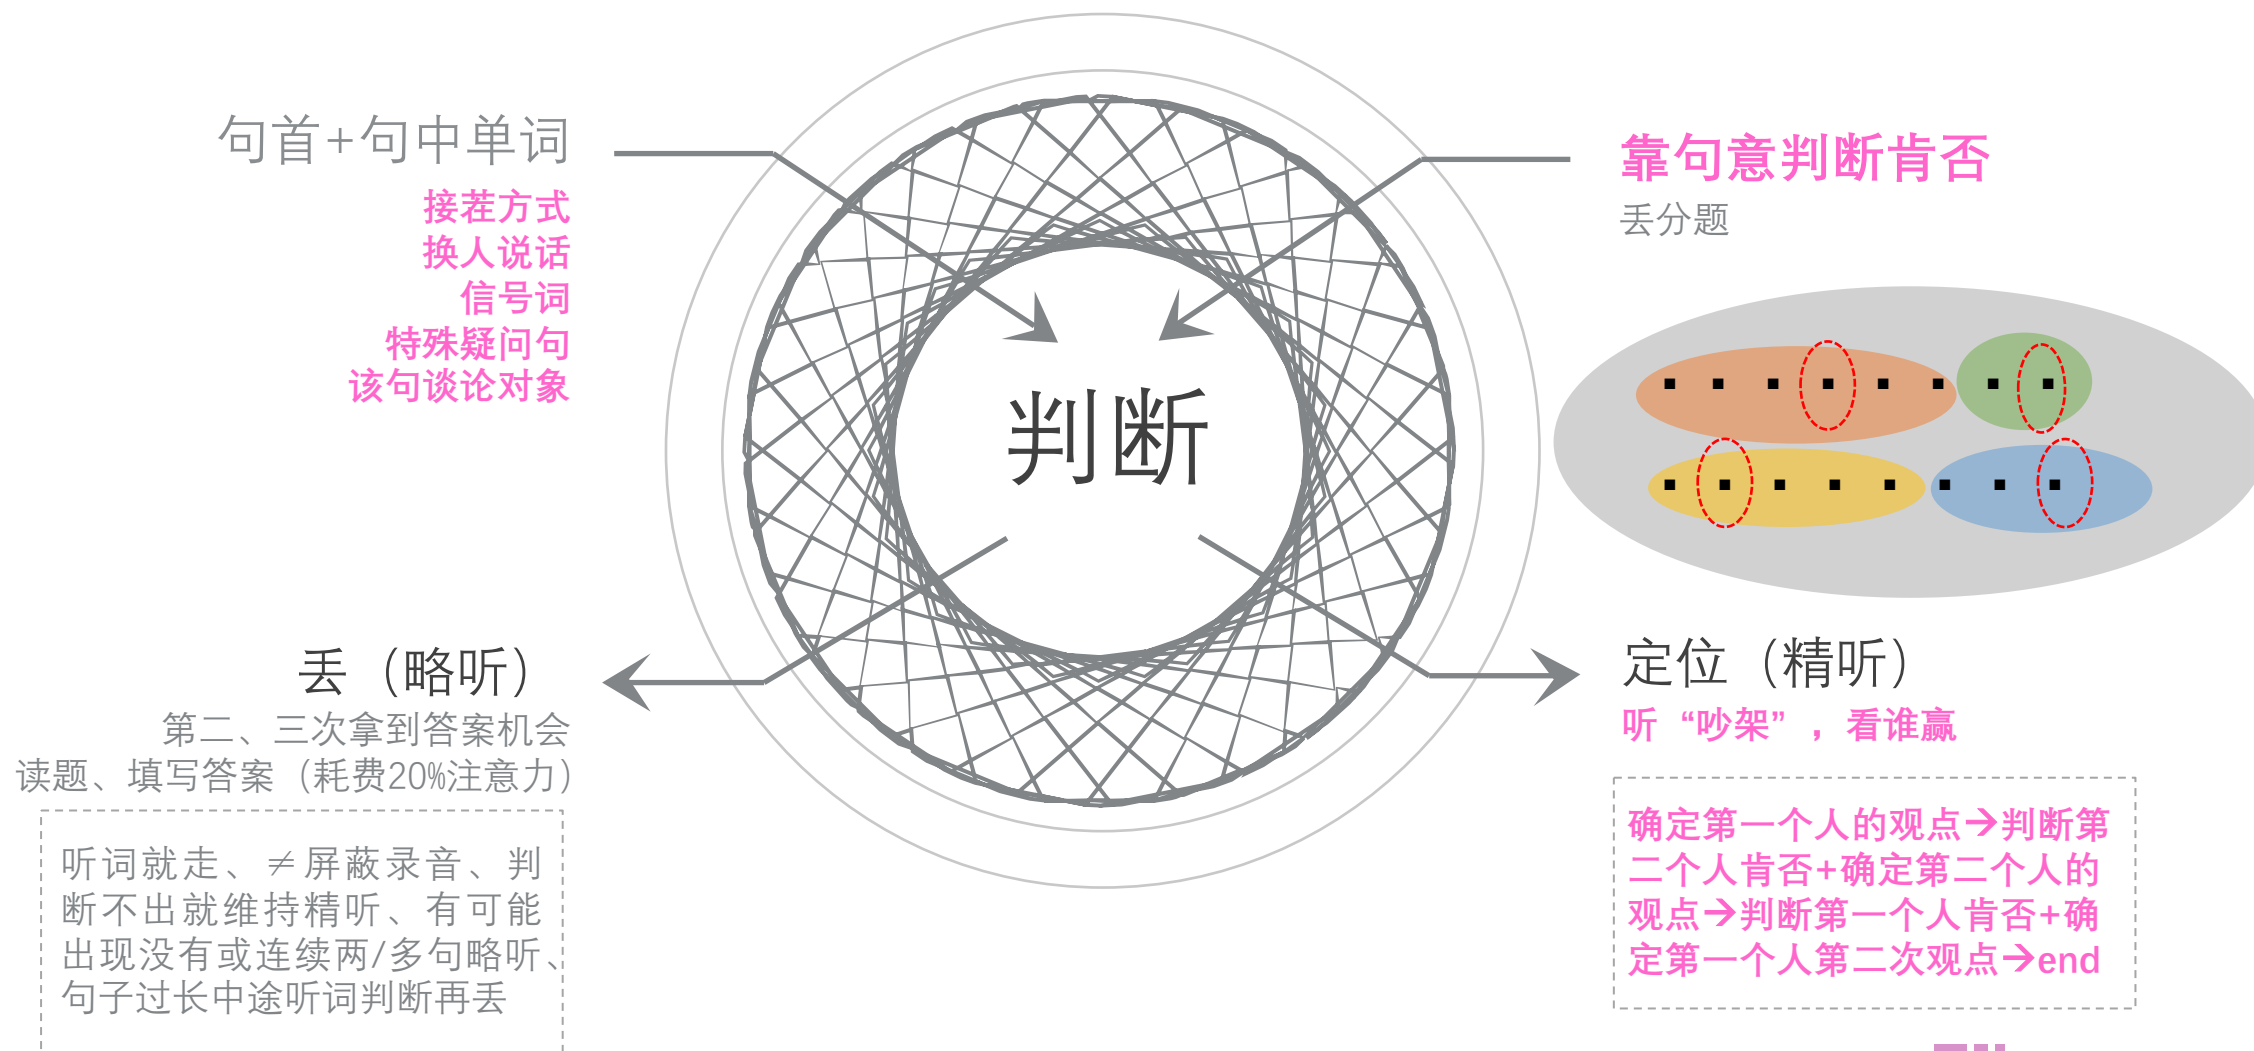 句首+句中单词
接茬方式
换人说话
信号词
特殊疑问句
该句谈论对象
靠句意判断肯否
丢分题
判断
丢（略听）
第二、三次拿到答案机会
读题、填写答案（耗费20%注意力）
听词就走、≠屏蔽录音、判
断不出就维持精听、有可能
出现没有或连续两/多句略听、
句子过长中途听词判断再丢
定位（精听）
听“吵架”，看谁赢
确定第一个人的观点→判断第
二个人肯否+确定第二个人的
观点→判断第一个人肯否+确
定第一个人第二次观点→end